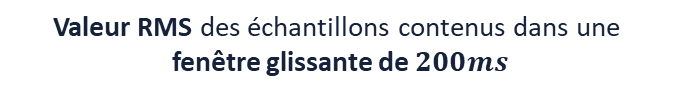 Valeur RMS des échantillons contenus dans une
fenêtre glissante de 200ms